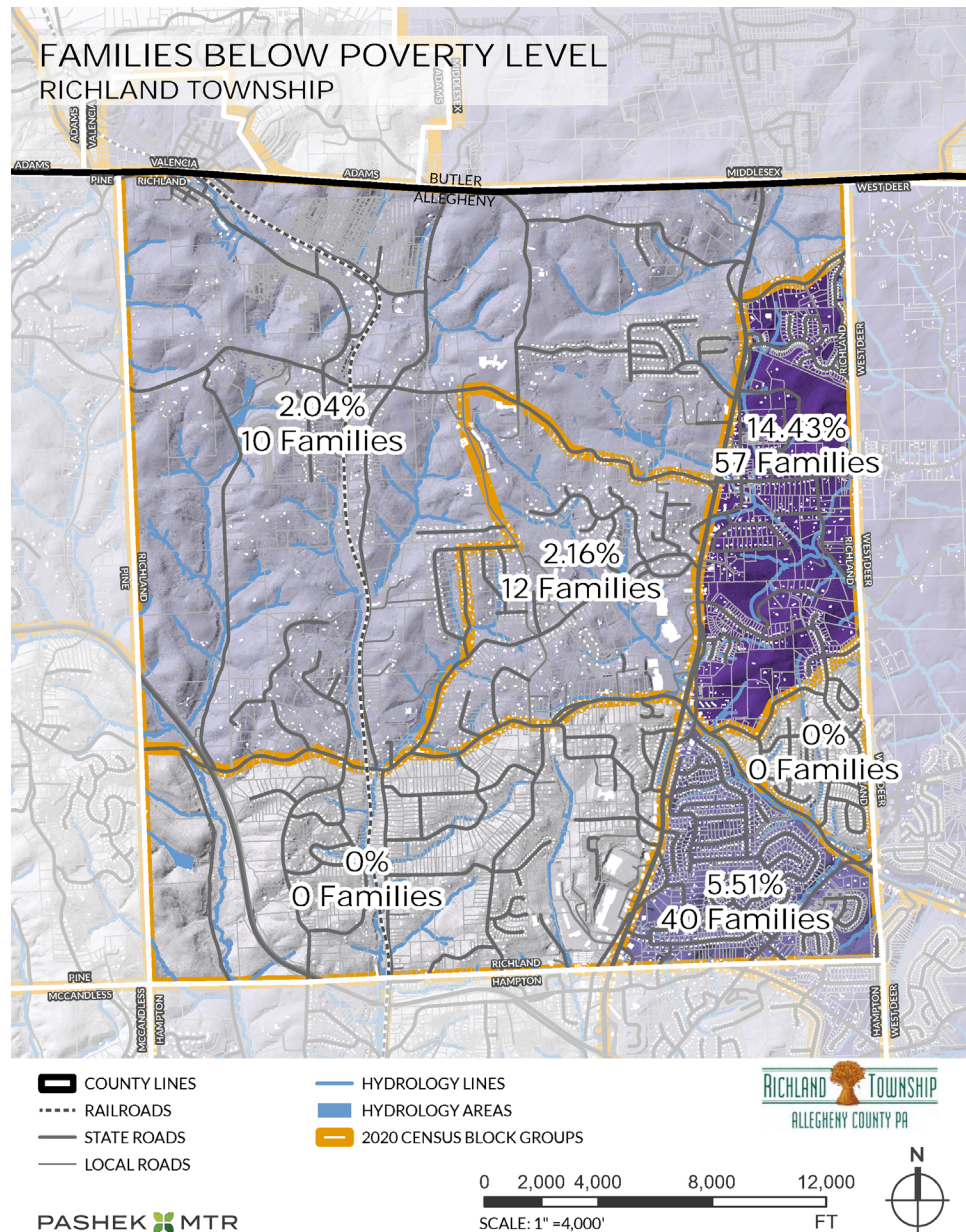 FAMILIES BELOW POVERTY LEVEL
RICHLAND TOWNSHIP
ADAMS
VALENCIA
ADAMS
MIDDLESEX
ADAMS
VALENCIA
ADAMS
BUTLER
MIDDLESEX
PINE
RICHLAND
ALLEGHENY
WEST DEER
RICHLAND
WEST DEER
2.04%
10 Families
14.43%
57 Families
2.16%
12 Families
RICHLAND
PINE
RICHLAND
WEST DEER
0%
0 Families
0%
0 Families
5.51%
40 Families
PINE
RICHLAND
MCCANDLESS
HAMPTON
MCCANDLESS
HAMPTON
HAMPTON
WEST DEER
COUNTY LINES
RAILROADS
STATE ROADS
LOCAL ROADS
HYDROLOGY LINES
HYDROLOGY AREAS
2020 CENSUS BLOCK GROUPS
RICHLAND TOWNSHIP
ALLEGHENY COUNTY PA
N
0 2,000 4,000 8,000 12,000
FT
SCALE: 1" =4,000'
PASHEK MTR